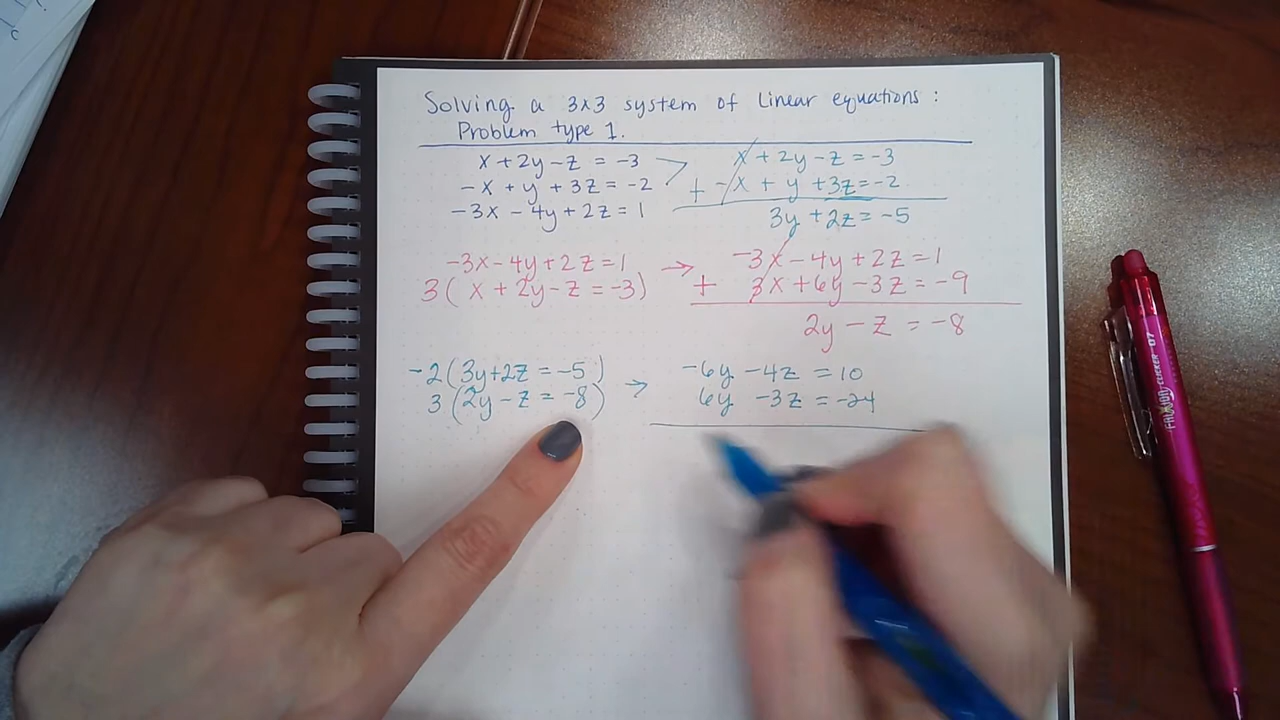 Solving a 3x3 system of Linear equations:
Problem type 1.
x + 2y - z = -3
-x + y + 3z = -2
-3x - 4y + 2z = 1
x + 2y - z = -3
+ -x + y + 3z = -2
3y + 2z = -5
-3x - 4y + 2z = 1
3( x + 2y - z = -3) →
-3x - 4y + 2z = 1
+ 3x + 6y - 3z = -9
2y - z = -8
-2(3y + 2z = -5)
3(2y - z = -8) →
-6y - 4z = 10
6y - 3z = -24
CLICKER 07